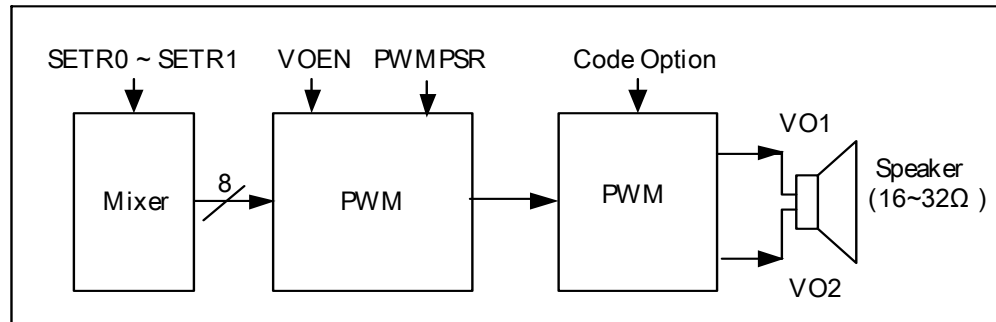 SETR0 ~ SETR1
VOEN
PWMPSR
Code Option
Mixer
8
PWM
PWM
VO1
Speaker
(16~32Ω )
VO2